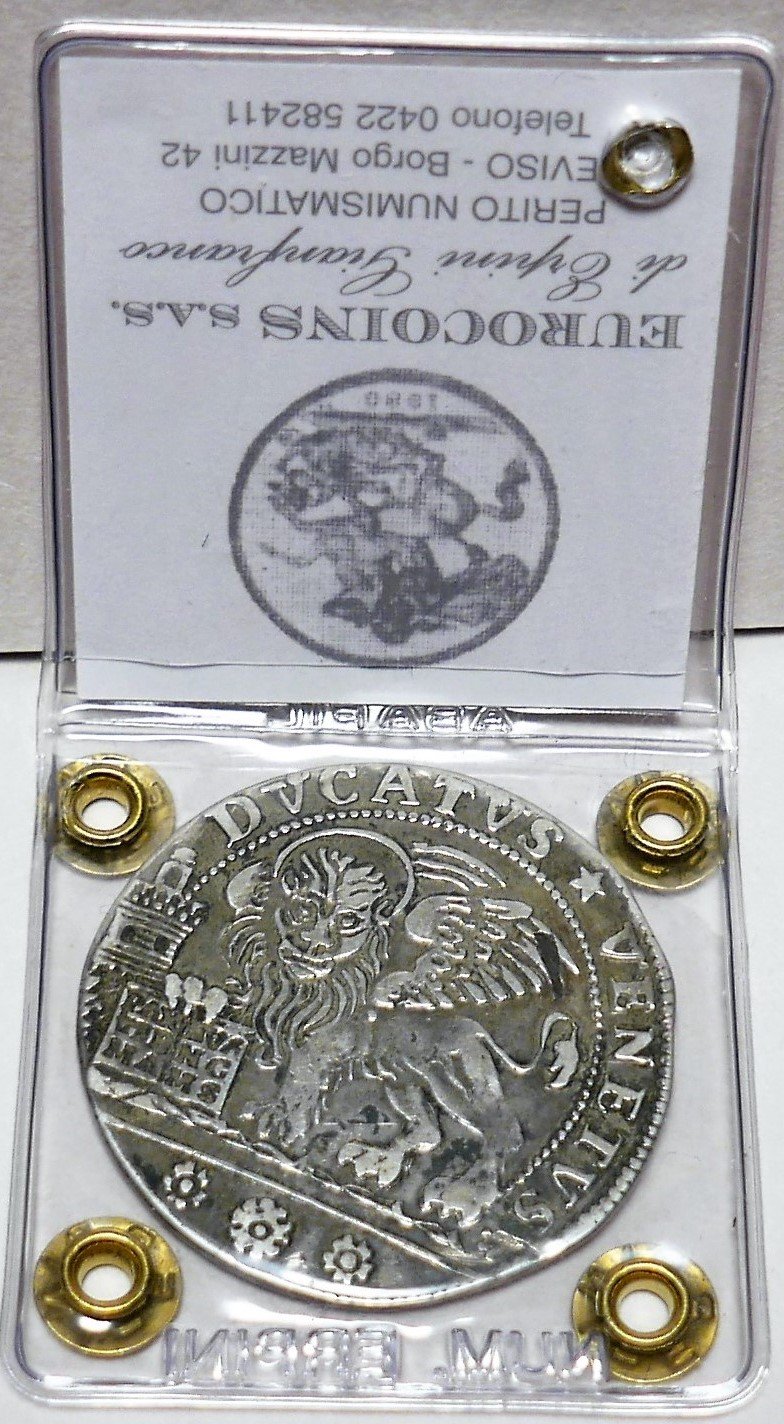 EUROCOINS S.A.S.
di Erpini Gianfranco
PERITO NUMISMATICO
EVISO - Borgo Mazzini 42
Telefono 0422 582411
DVCATVS ★ VENETVS
NUM. ERPINI